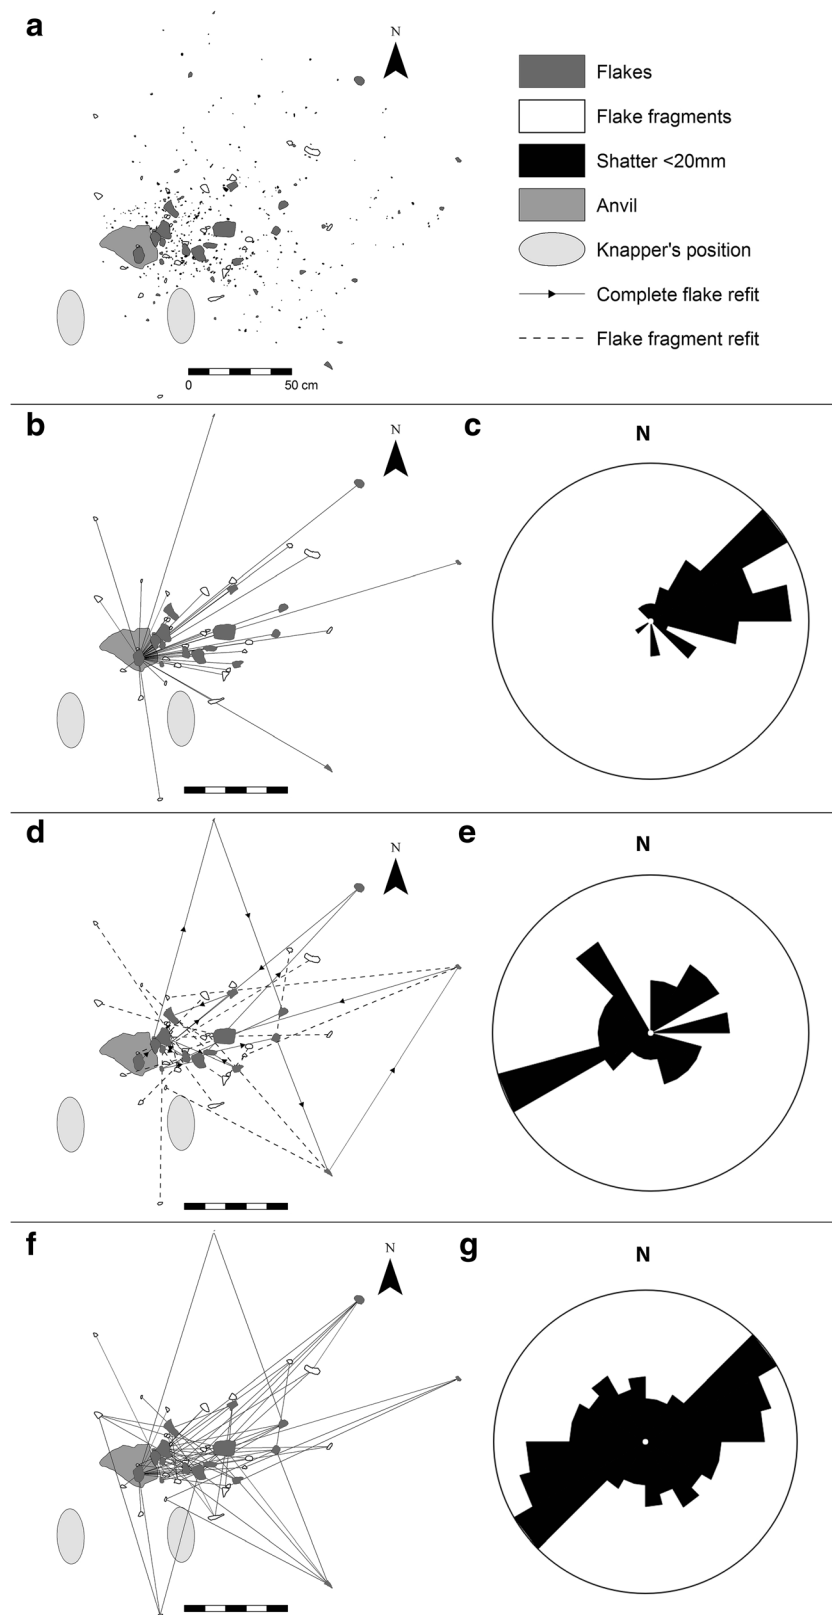 a
N
Flakes
Flake fragments
Shatter <20mm
Anvil
Knapper's position
Complete flake refit
Flake fragment refit
0 50 cm
b
N
c
N
d
N
e
N
f
N
g
N